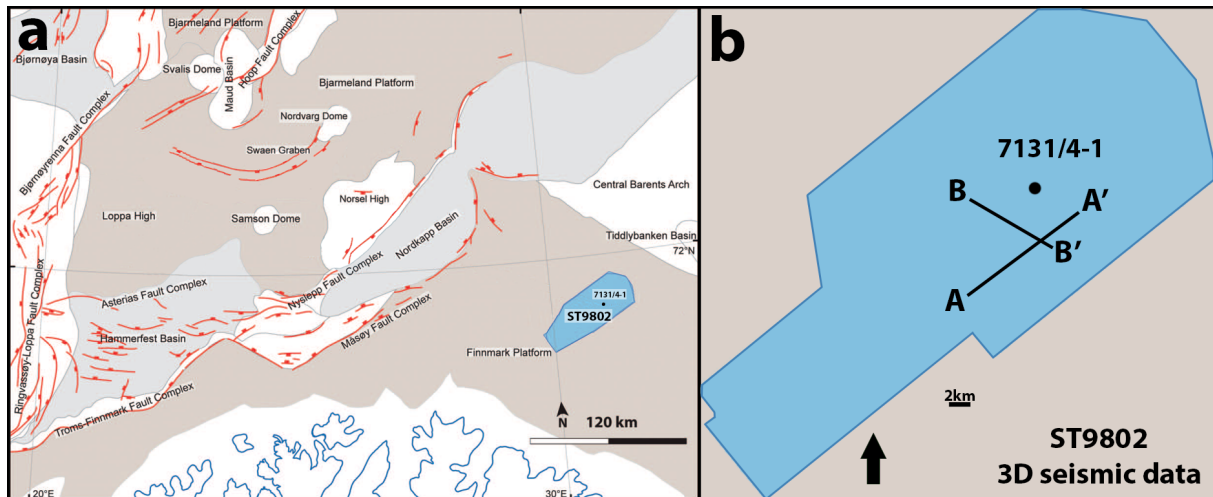 a
Bjarmeland Platform
Bjørnøya Basin
Svalis Dome
Maud Basin
Hoop Fault Complex
Bjarmeland Platform
Nordvarg Dome
Bjørnøyrenna Fault Complex
Swaen Graben
Central Barents Arch
Norsel High
Loppa High
Samson Dome
Nordkapp Basin
Tiddlybanken Basin
72°N
Ringvassøy-Loppa Fault Complex
Asterias Fault Complex
Nyslepp Fault Complex
7131/4-1
ST9802
Måsøy Fault Complex
Hammerfest Basin
Finnmark Platform
Troms-Finnmark Fault Complex
N
120 km
20°E
30°E
b
7131/4-1
B
A’
B’
A
2km
ST9802
3D seismic data